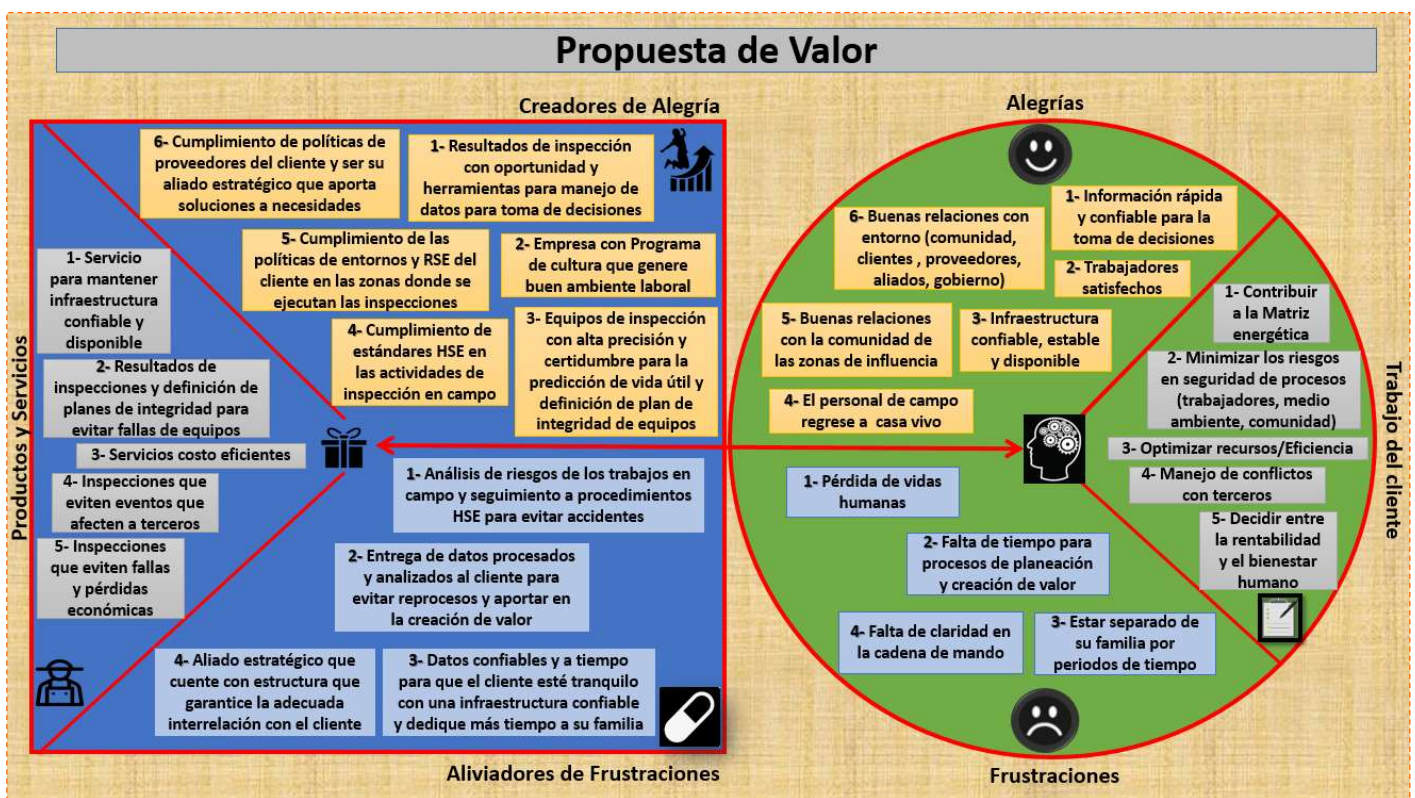 Propuesta de Valor
Creadores de Alegría
6- Cumplimiento de políticas de
proveedores del cliente y ser su
aliado estratégico que aporta
soluciones a necesidades
1- Resultados de inspección
con oportunidad y
herramientas para manejo de
datos para toma de decisiones
5- Cumplimiento de las
políticas de entornos y RSE del
cliente en las zonas donde se
ejecutan las inspecciones
2- Empresa con Programa
de cultura que genere
buen ambiente laboral
4- Cumplimiento de
estándares HSE en
las actividades de
inspección en campo
3- Equipos de inspección
con alta precisión y
certidumbre para la
predicción de vida útil y
definición de plan de
integridad de equipos
Productos y Servicios
1- Servicio
para mantener
infraestructura
confiable y
disponible
2- Resultados de
inspecciones y definición de
planes de integridad para
evitar fallas de equipos
3- Servicios costo eficientes
4- Inspecciones que
eviten eventos que
afecten a terceros
5- Inspecciones
que eviten fallas
y pérdidas
económicas
1- Análisis de riesgos de los trabajos en
campo y seguimiento a procedimientos
HSE para evitar accidentes
2- Entrega de datos procesados
y analizados al cliente para
evitar reprocesos y aportar en
la creación de valor
4- Aliado estratégico que
cuente con estructura que
garantice la adecuada
interrelación con el cliente
3- Datos confiables y a tiempo
para que el cliente esté tranquilo
con una infraestructura confiable
y dedique más tiempo a su familia
Aliviadores de Frustraciones
Alegrías
1- Información rápida
y confiable para la
toma de decisiones
6- Buenas relaciones con
entorno (comunidad,
clientes , proveedores,
aliados, gobierno)
2- Trabajadores
satisfechos
5- Buenas relaciones
con la comunidad de
las zonas de influencia
3- Infraestructura
confiable, estable
y disponible
4- El personal de campo
regrese a casa vivo
1- Contribuir
a la Matriz
energética
2- Minimizar los riesgos
en seguridad de procesos
(trabajadores, medio
ambiente, comunidad)
3- Optimizar recursos/Eficiencia
4- Manejo de conflictos
con terceros
5- Decidir entre
la rentabilidad
y el bienestar
humano
Trabajo del cliente
1- Pérdida de vidas
humanas
2- Falta de tiempo para
procesos de planeación
y creación de valor
4- Falta de claridad en
la cadena de mando
3- Estar separado de
su familia por
periodos de tiempo
Frustraciones